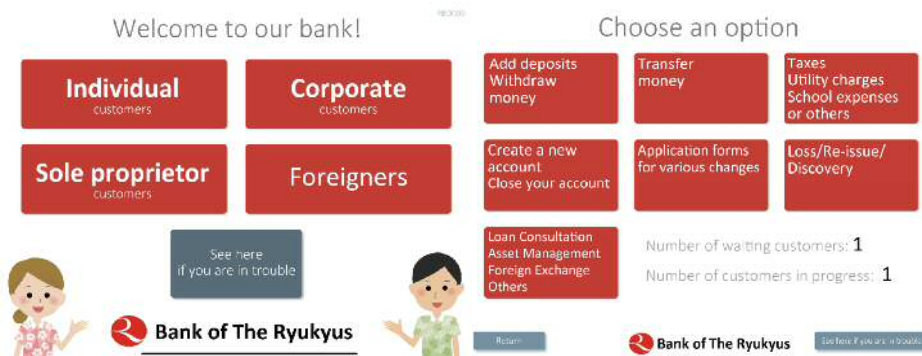 Welcome to our bank!
Individual
customers
Corporate
customers
Sole proprietor
customers
Foreigners
See here
if you are in trouble
Bank of The Ryukyus
Choose an option
Add deposits
Withdraw
money
Transfer
money
Taxes
Utility charges
School expenses
or others
Create a new
account
Close your account
Application forms
for various changes
Loss/Re-issue/
Discovery
Loan Consultation
Asset Management
Foreign Exchange
Others
Number of waiting customers: 1
Number of customers in progress: 1
Return
Bank of The Ryukyus
See here if you are in trouble